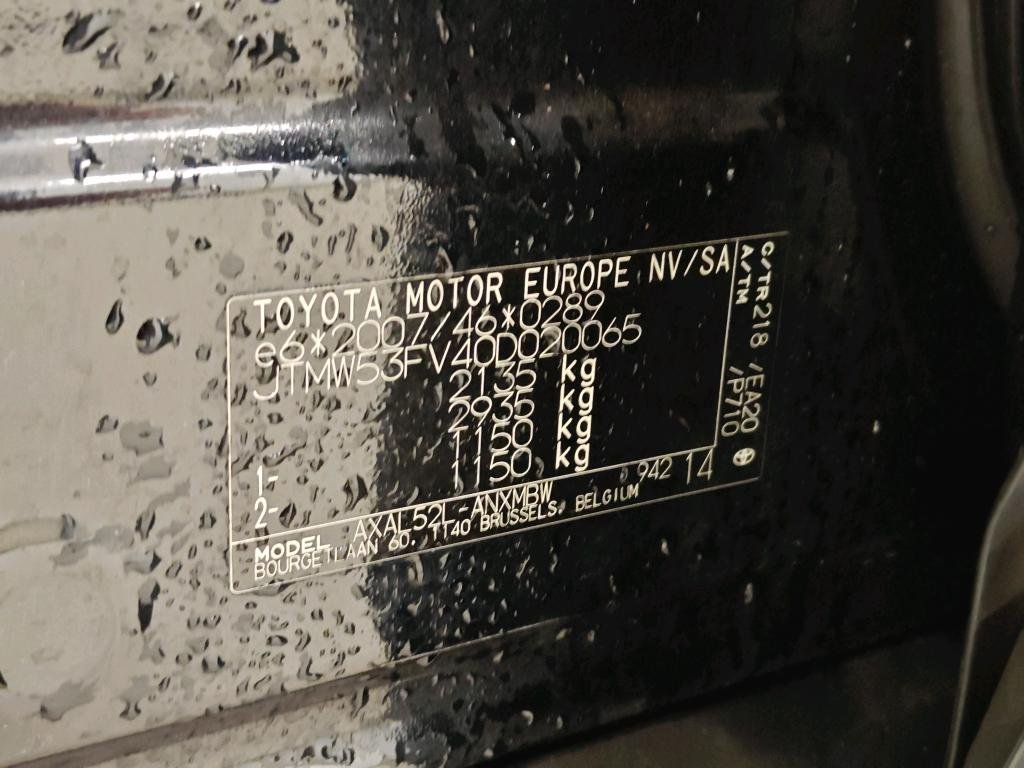 TOYOTA MOTOR EUROPE NV/SA
e6*2007/46*0289
JTMW53FV40D020065
2135 kg
2935 kg
1- 1150 kg
2- 1150 kg
MODEL AXAL52L-ANXMBW 942 14
BOURGETLAAN 60, 1140 BRUSSELS, BELGIUM
C/TR218 /EA20
A/TM /P710